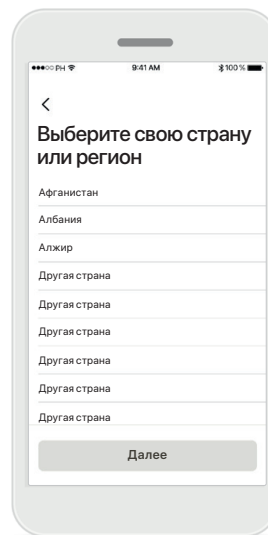 ●●●○○ PH 9:41 AM 100 %
Выберите свою страну
или регион
Афганистан
Албания
Алжир
Другая страна
Другая страна
Другая страна
Другая страна
Другая страна
Другая страна
Далее